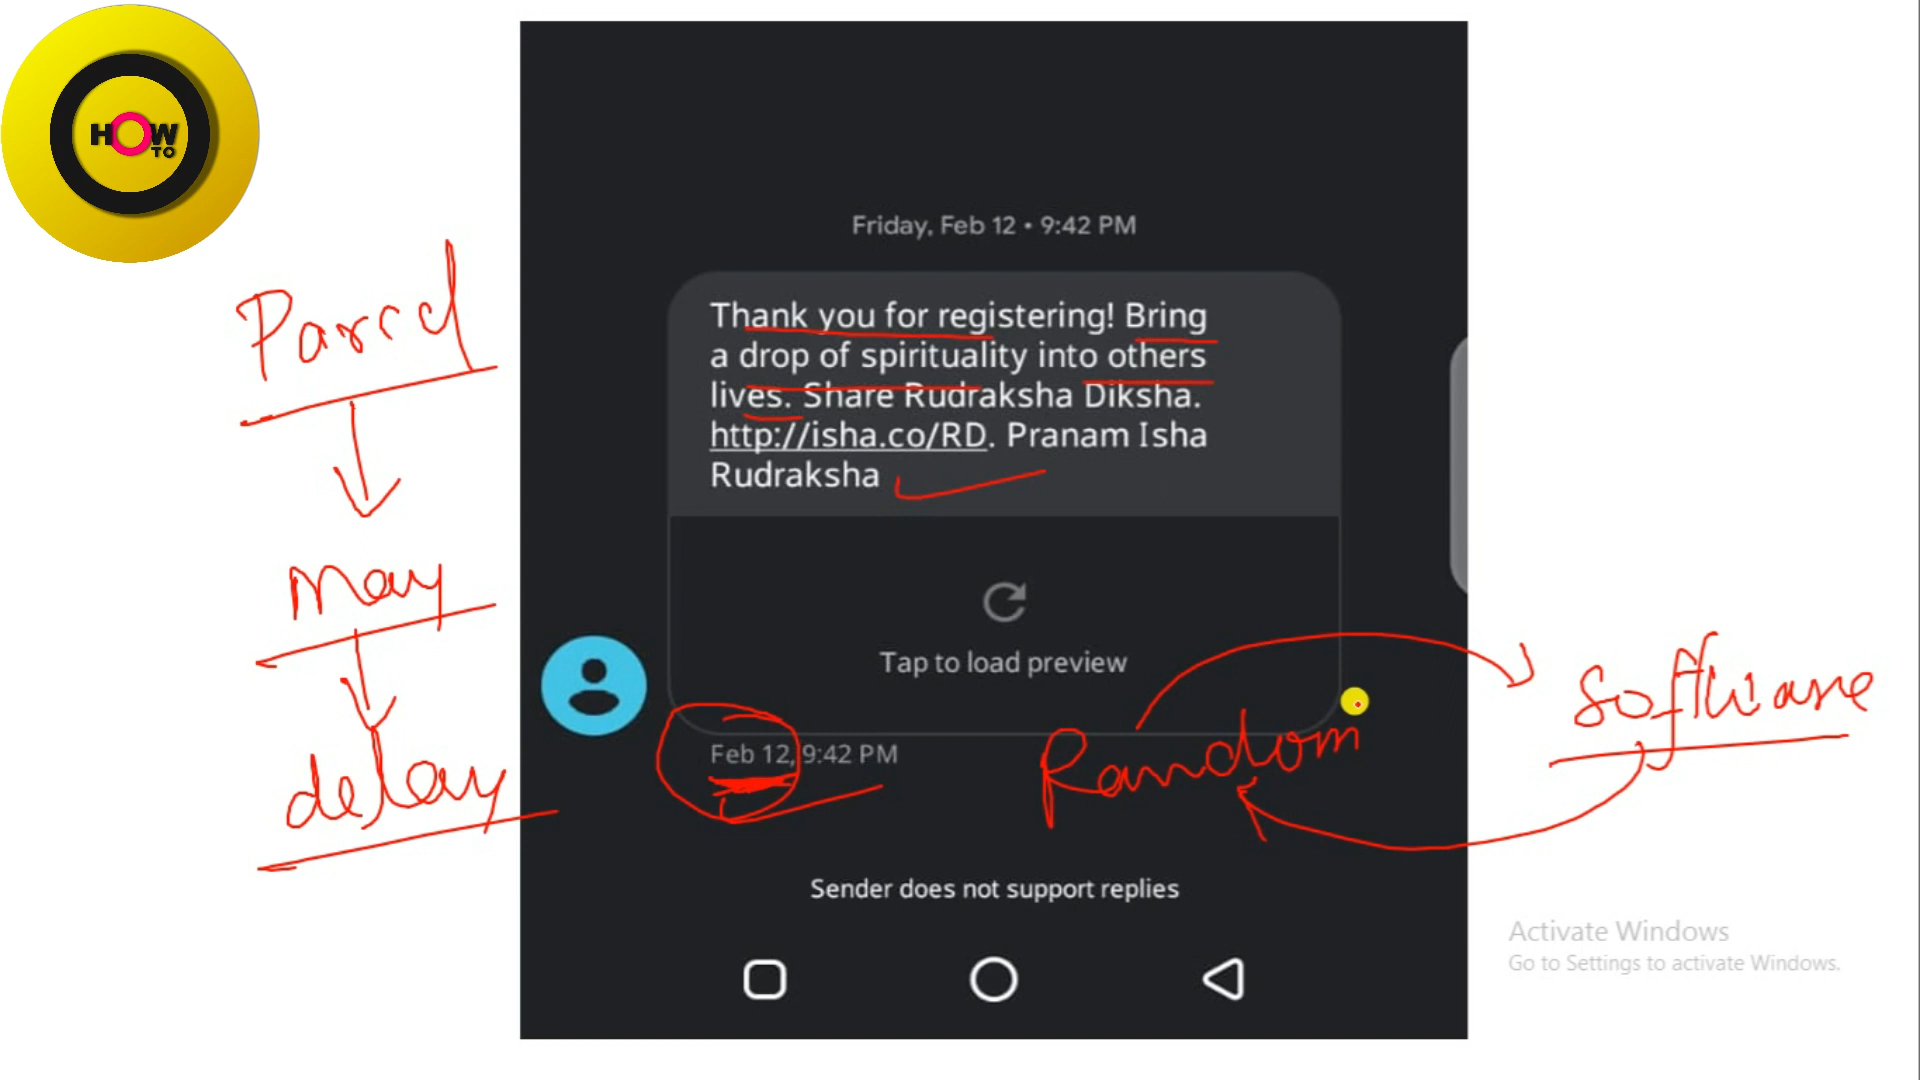 HOW
TO
Friday, Feb 12 • 9:42 PM
Thank you for registering! Bring
a drop of spirituality into others
lives. Share Rudraksha Diksha.
http://isha.co/RD. Pranam Isha
Rudraksha
Tap to load preview
Feb 12, 9:42 PM
Sender does not support replies
Parcel
May
delay
Random
Software
Activate Windows
Go to Settings to activate Windows.